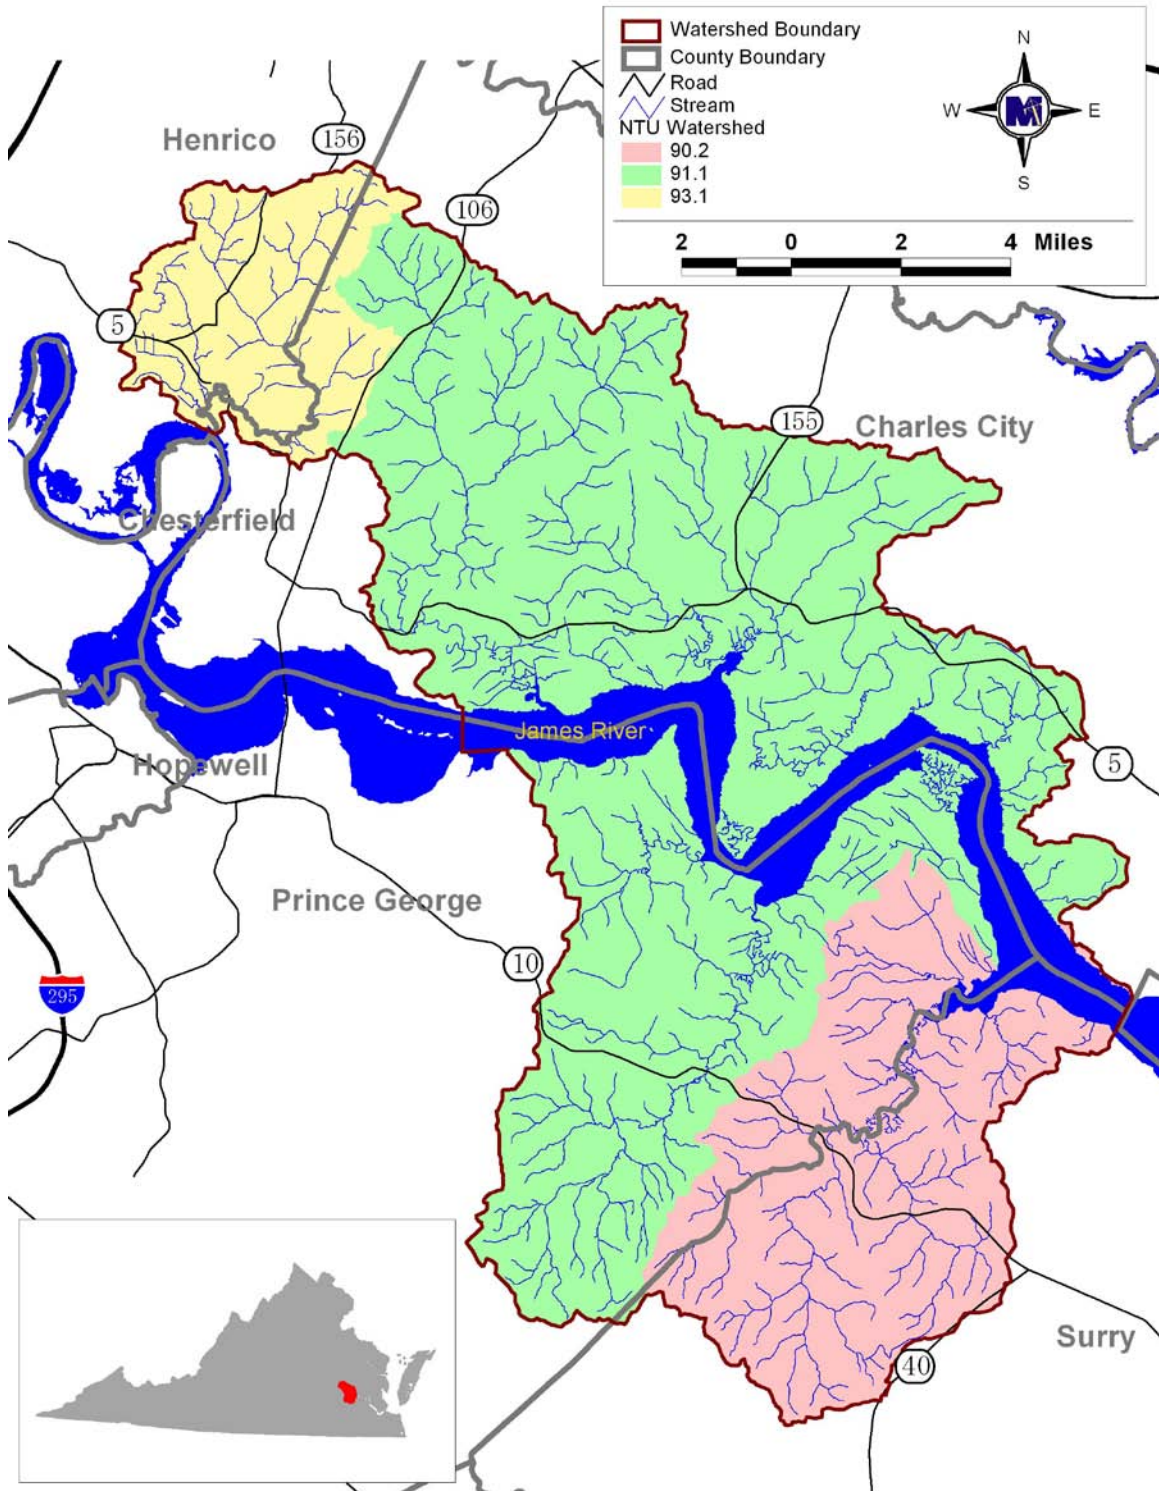 Watershed Boundary
County Boundary
Road
Stream
NTU Watershed
90.2
91.1
93.1
N
W
M
E
S
2 0 2 4 Miles
Henrico
156
106
5
155
Charles City
Chesterfield
James River
5
Hopewell
Prince George
10
295
Surry
40